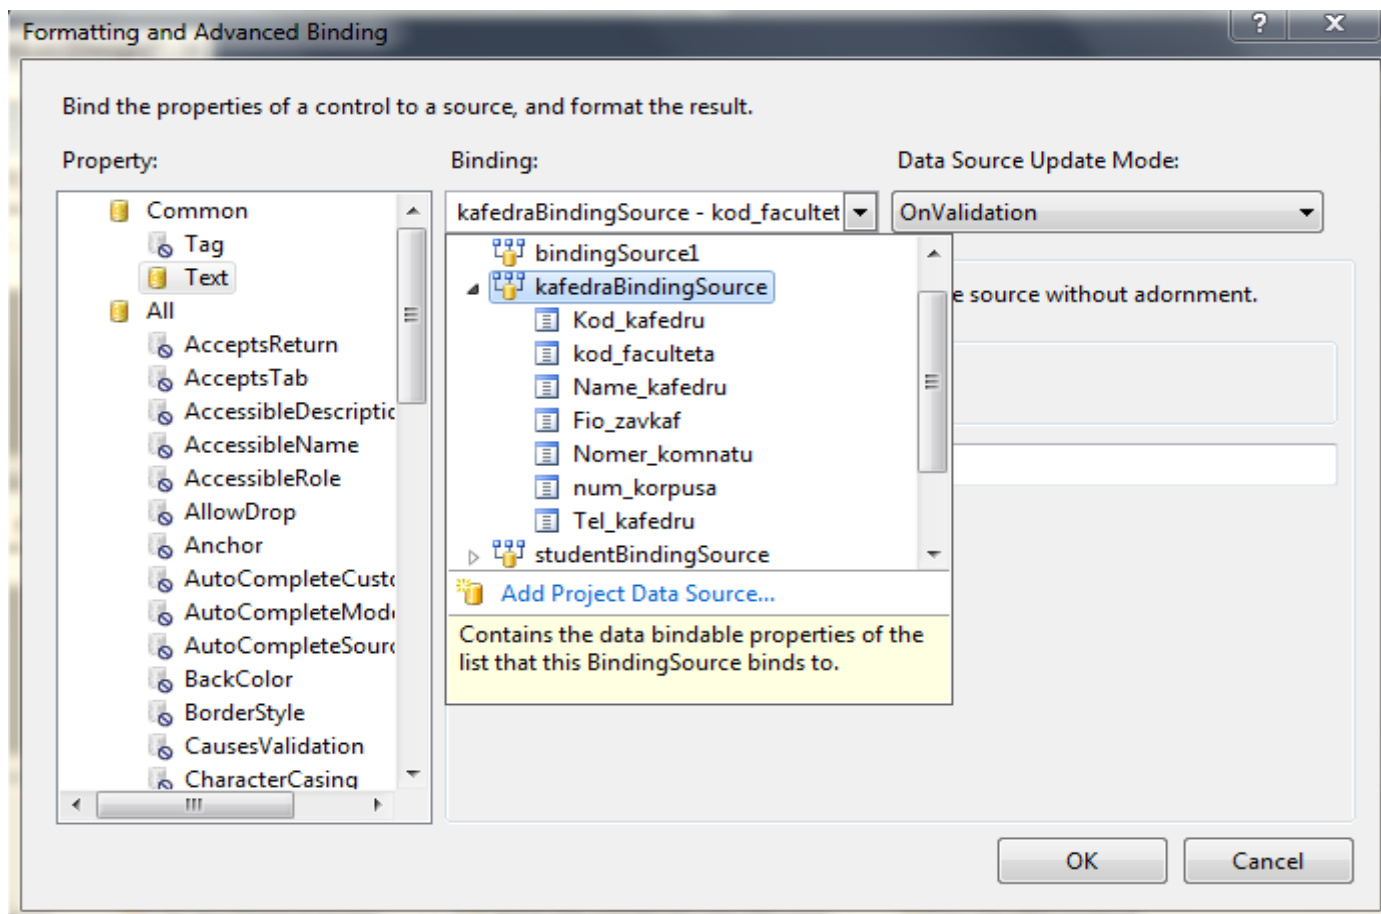 Formatting and Advanced Binding
?
X
Bind the properties of a control to a source, and format the result.
Property:
Binding:
Data Source Update Mode:
Common
Tag
Text
All
AcceptsReturn
AcceptsTab
AccessibleDescriptic
AccessibleName
AccessibleRole
AllowDrop
Anchor
AutoCompleteCust
AutoCompleteMod
AutoCompleteSour
BackColor
BorderStyle
CausesValidation
CharacterCasing
kafedraBindingSource - kod_facultet
bindingSource1
kafedraBindingSource
Kod_kafedru
kod_faculteta
Name_kafedru
Fio_zavkaf
Nomer_komnatu
num_korpusa
Tel_kafedru
studentBindingSource
Add Project Data Source...
Contains the data bindable properties of the
list that this BindingSource binds to.
OnValidation
e source without adornment.
OK
Cancel